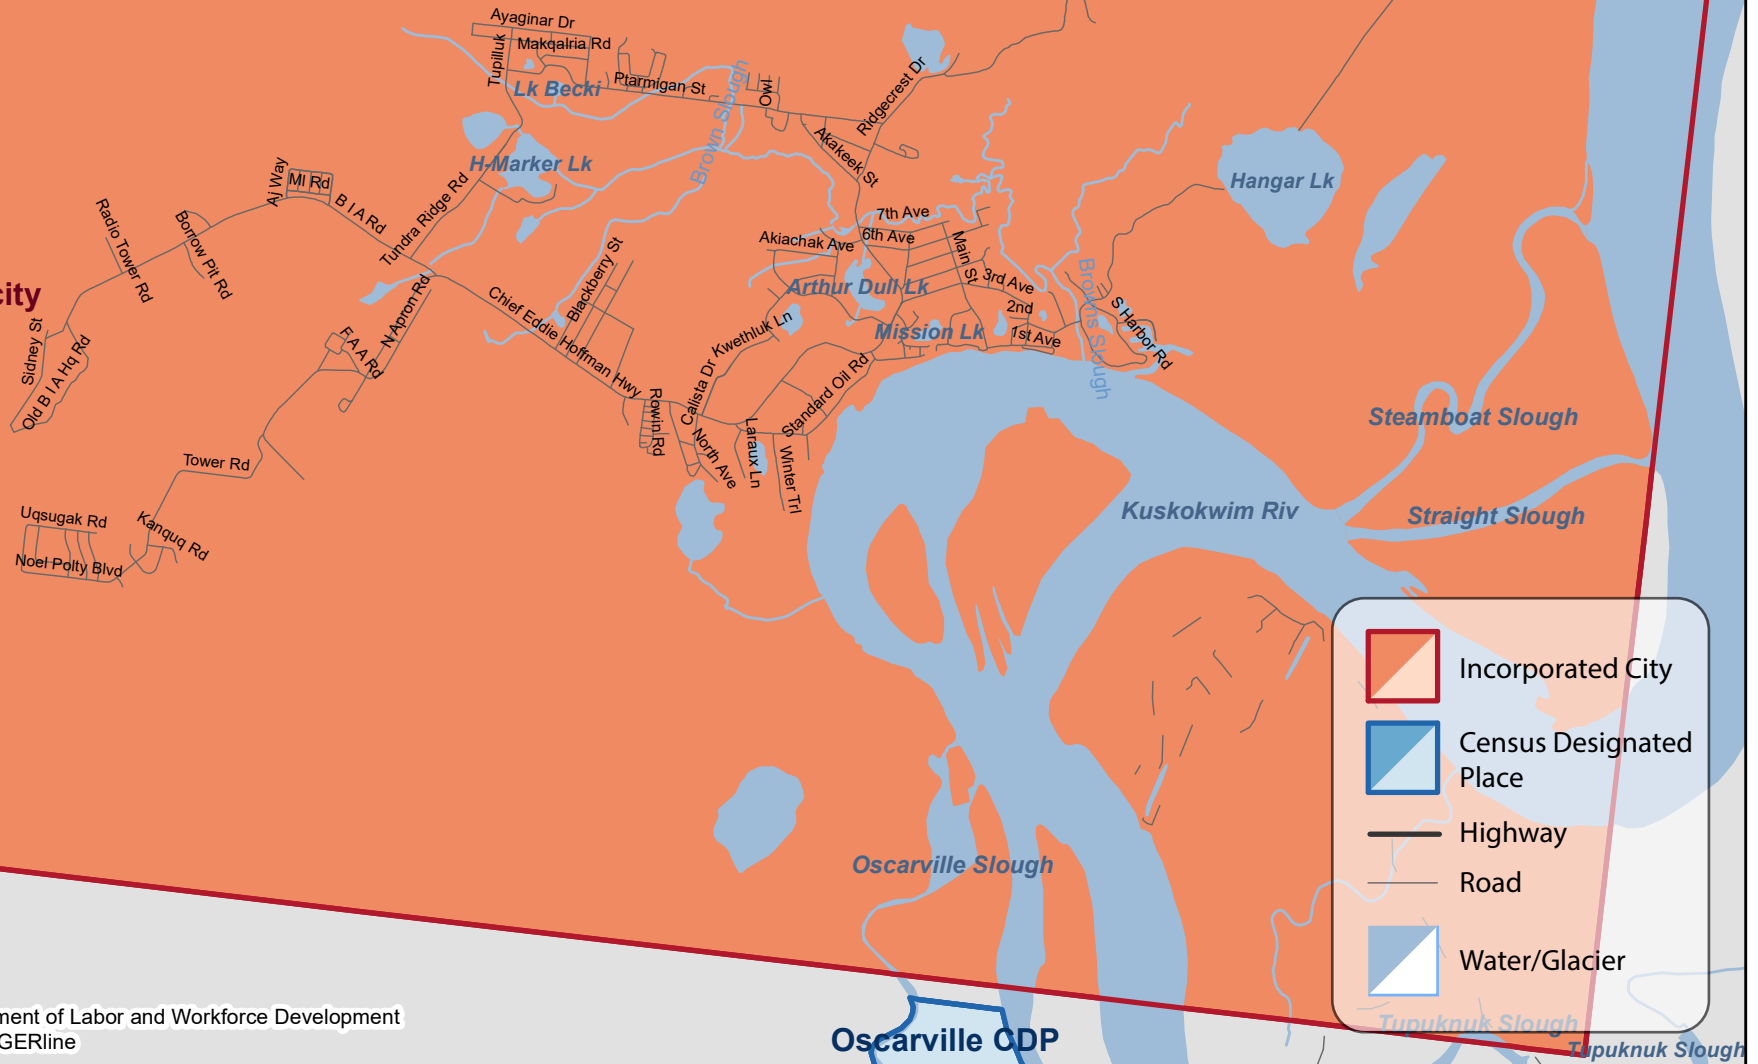 Ayaginar Dr
Makqalria Rd
Tupilluk
Lk Becki
Ptarmigan St
Brown Slough
Owl
Ridgecrest Dr
Akakeek St
H-Marker Lk
Aj Way
MI Rd
B I A Rd
Tundra Ridge Rd
Radio Tower Rd
Borrow Pit Rd
Hangar Lk
7th Ave
6th Ave
Akiachak Ave
Main St
Blackberry St
Arthur Dull Lk
3rd Ave
2nd
1st Ave
Browns Slough
S Harbor Rd
Mission Lk
city
N Apron Rd
Chief Eddie Hoffman Hwy
Kwethluk Ln
Sidney St
Old B I A Hq Rd
F A A Rd
Calista Dr
Standard Oil Rd
Rowin Rd
North Ave
Laraux Ln
Winter Trl
Steamboat Slough
Tower Rd
Kuskokwim Riv
Straight Slough
Uqsugak Rd
Kanquq Rd
Noel Polty Blvd
Incorporated City
Census Designated
Place
Highway
Road
Water/Glacier
Oscarville Slough
ment of Labor and Workforce Development
GERline
Oscarville CDP
Tupuknuk Slough
Tupuknuk Slough